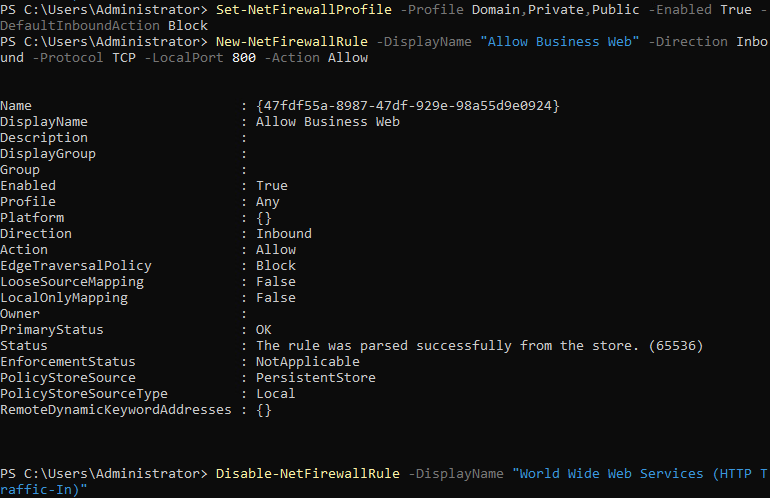 PS C:\Users\Administrator> Set-NetFirewallProfile -Profile Domain,Private,Public -Enabled True -
DefaultInboundAction Block
PS C:\Users\Administrator> New-NetFirewallRule -DisplayName "Allow Business Web" -Direction Inbo
und -Protocol TCP -LocalPort 800 -Action Allow
Name                          : {47fdf55a-8987-47df-929e-98a55d9e0924}
DisplayName                   : Allow Business Web
Description                   :
DisplayGroup                  :
Group                         :
Enabled                       : True
Profile                       : Any
Platform                      : {}
Direction                     : Inbound
Action                        : Allow
EdgeTraversalPolicy           : Block
LooseSourceMapping            : False
LocalOnlyMapping              : False
Owner                         :
PrimaryStatus                 : OK
Status                        : The rule was parsed successfully from the store. (65536)
EnforcementStatus             : NotApplicable
PolicyStoreSource             : PersistentStore
PolicyStoreSourceType         : Local
RemoteDynamicKeywordAddresses : {}
PS C:\Users\Administrator> Disable-NetFirewallRule -DisplayName "World Wide Web Services (HTTP T
raffic-In)"